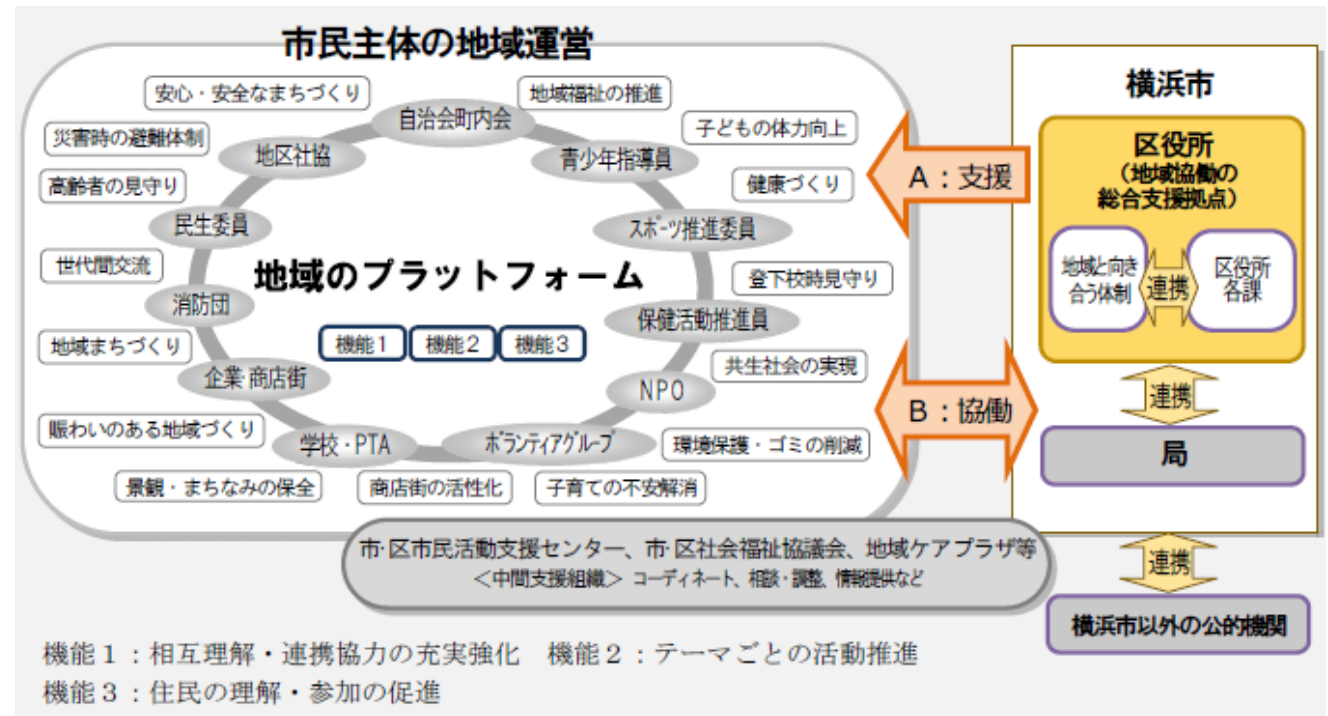 市民主体の地域運営
安心・安全なまちづくり
地域福祉の推進
災害時の避難体制
子どもの体力向上
高齢者の見守り
健康づくり
世代間交流
登下校時見守り
地域まちづくり
共生社会の実現
賑わいのある地域づくり
環境保護・ゴミの削減
景観・まちなみの保全
商店街の活性化
子育ての不安解消
自治会町内会
地区社協
青少年指導員
民生委員
スポーツ推進委員
消防団
保健活動推進員
企業・商店街
NPO
学校・PTA
ボランティアグループ
地域のプラットフォーム
機能1
機能2
機能3
A：支援
B：協働
横浜市
区役所
（地域協働の
総合支援拠点）
地域と向き
合う体制
連携
区役所
各課
連携
局
連携
横浜市以外の公的機関
市・区市民活動支援センター、市・区社会福祉協議会、地域ケアプラザ等
＜中間支援組織＞ コーディネート、相談・調整、情報提供など
機能1：相互理解・連携協力の充実強化　機能2：テーマごとの活動推進
機能3：住民の理解・参加の促進